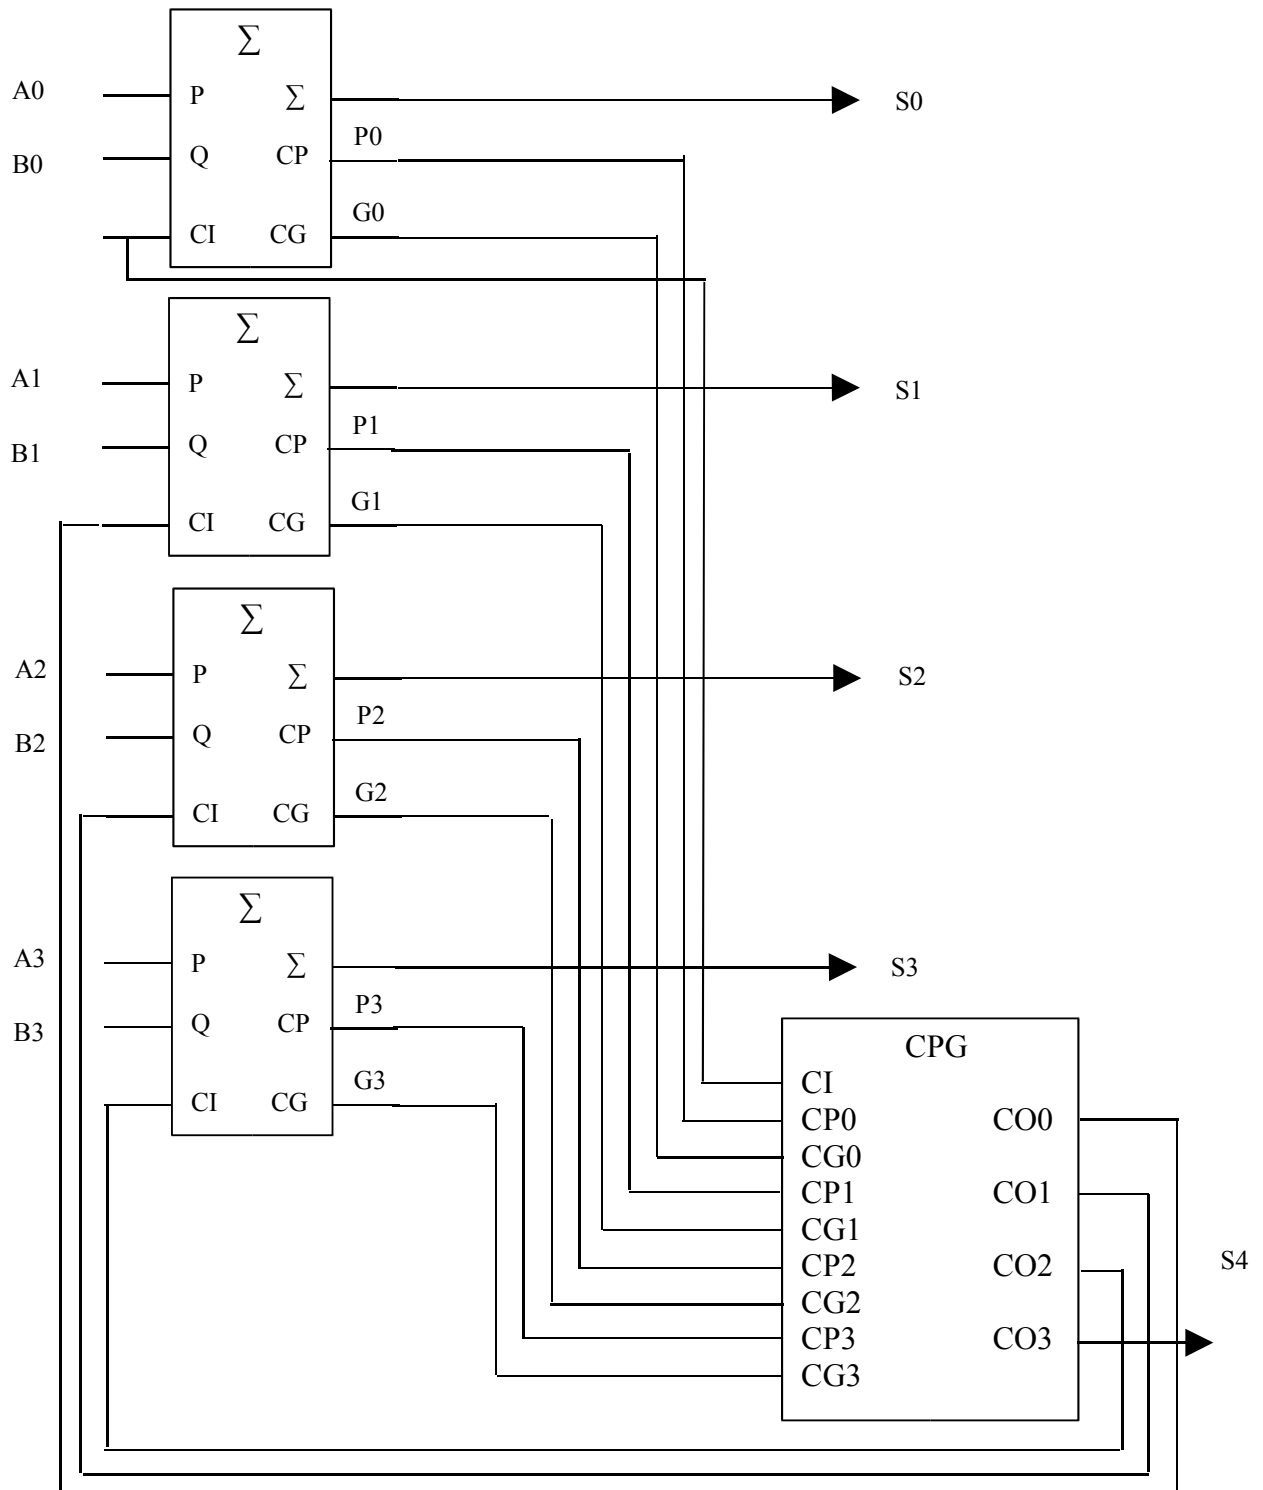 ∑
A0 P ∑ S0
B0 Q CP P0
CI CG G0
∑
A1 P ∑ S1
B1 Q CP P1
CI CG G1
∑
A2 P ∑ S2
B2 Q CP P2
CI CG G2
∑
A3 P ∑ S3
B3 Q CP P3
CI CG G3
CPG
CI
CP0 CO0
CG0
CP1 CO1
CG1
CP2 CO2 S4
CG2
CP3 CO3
CG3